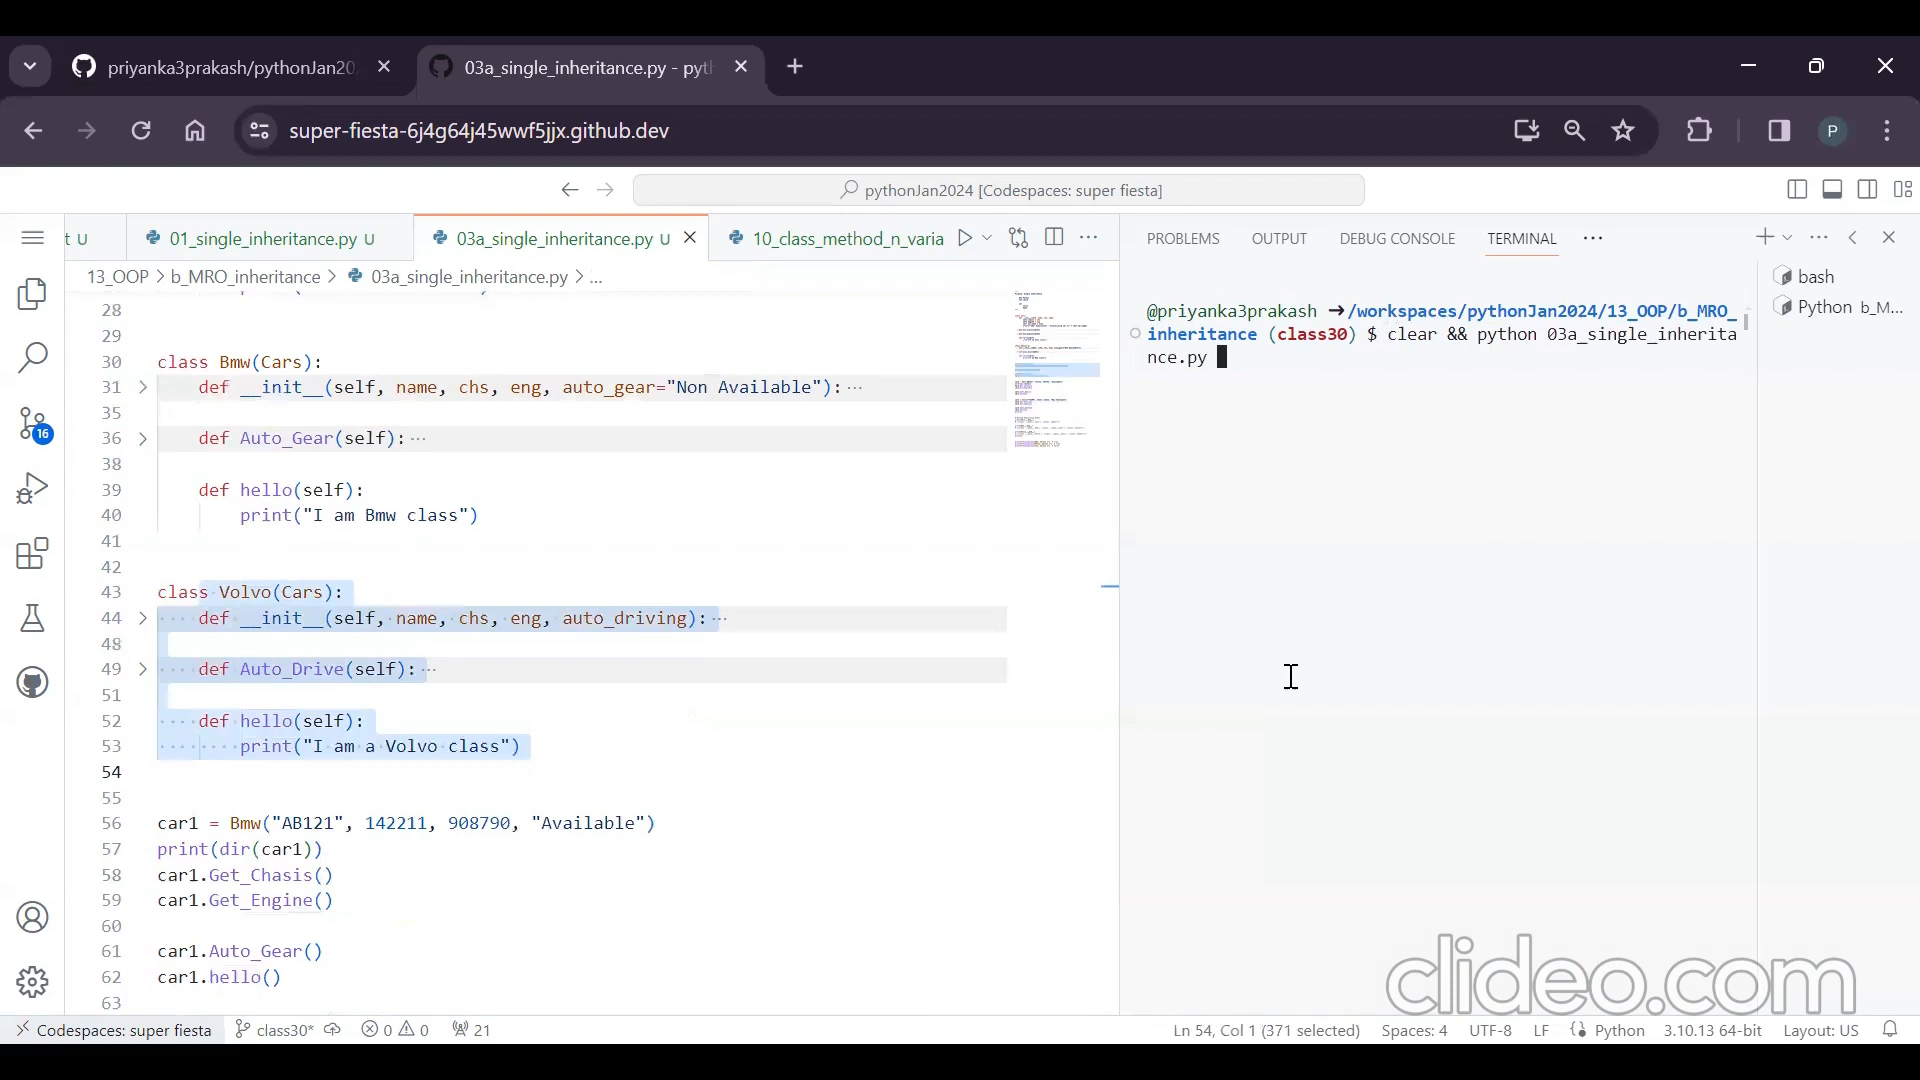 priyanka3prakash/pythonJan20
03a_single_inheritance.py - pyth
super-fiesta-6j4g64j45wwf5jjx.github.dev
P
pythonJan2024 [Codespaces: super fiesta]
t U
01_single_inheritance.py U
03a_single_inheritance.py U
10_class_method_n_varia
PROBLEMS
OUTPUT
DEBUG CONSOLE
TERMINAL
13_OOP > b_MRO_inheritance > 03a_single_inheritance.py > ...
28
29
30 class Bmw(Cars):
31 def __init__(self, name, chs, eng, auto_gear="Non Available"):···
35
36 def Auto_Gear(self):···
38
39 def hello(self):
40 print("I am Bmw class")
41
42
43 class Volvo(Cars):
44 def __init__(self, name, chs, eng, auto_driving):···
48
49 def Auto_Drive(self):···
51
52 def hello(self):
53 print("I am a Volvo class")
54
55
56 car1 = Bmw("AB121", 142211, 908790, "Available")
57 print(dir(car1))
58 car1.Get_Chasis()
59 car1.Get_Engine()
60
61 car1.Auto_Gear()
62 car1.hello()
63
16
@priyanka3prakash ➜/workspaces/pythonJan2024/13_OOP/b_MRO_
inheritance (class30) $ clear && python 03a_single_inherita
nce.py
bash
Python b_M...
clideo.com
Codespaces: super fiesta
class30*
0
0
21
Ln 54, Col 1 (371 selected)
Spaces: 4
UTF-8
LF
Python
3.10.13 64-bit
Layout: US